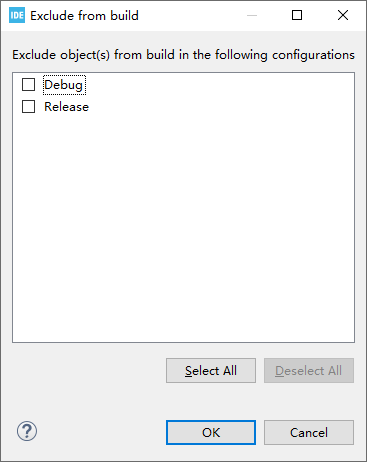 IDE Exclude from build
Exclude object(s) from build in the following configurations
Debug
Release
Select All Deselect All
? OK Cancel